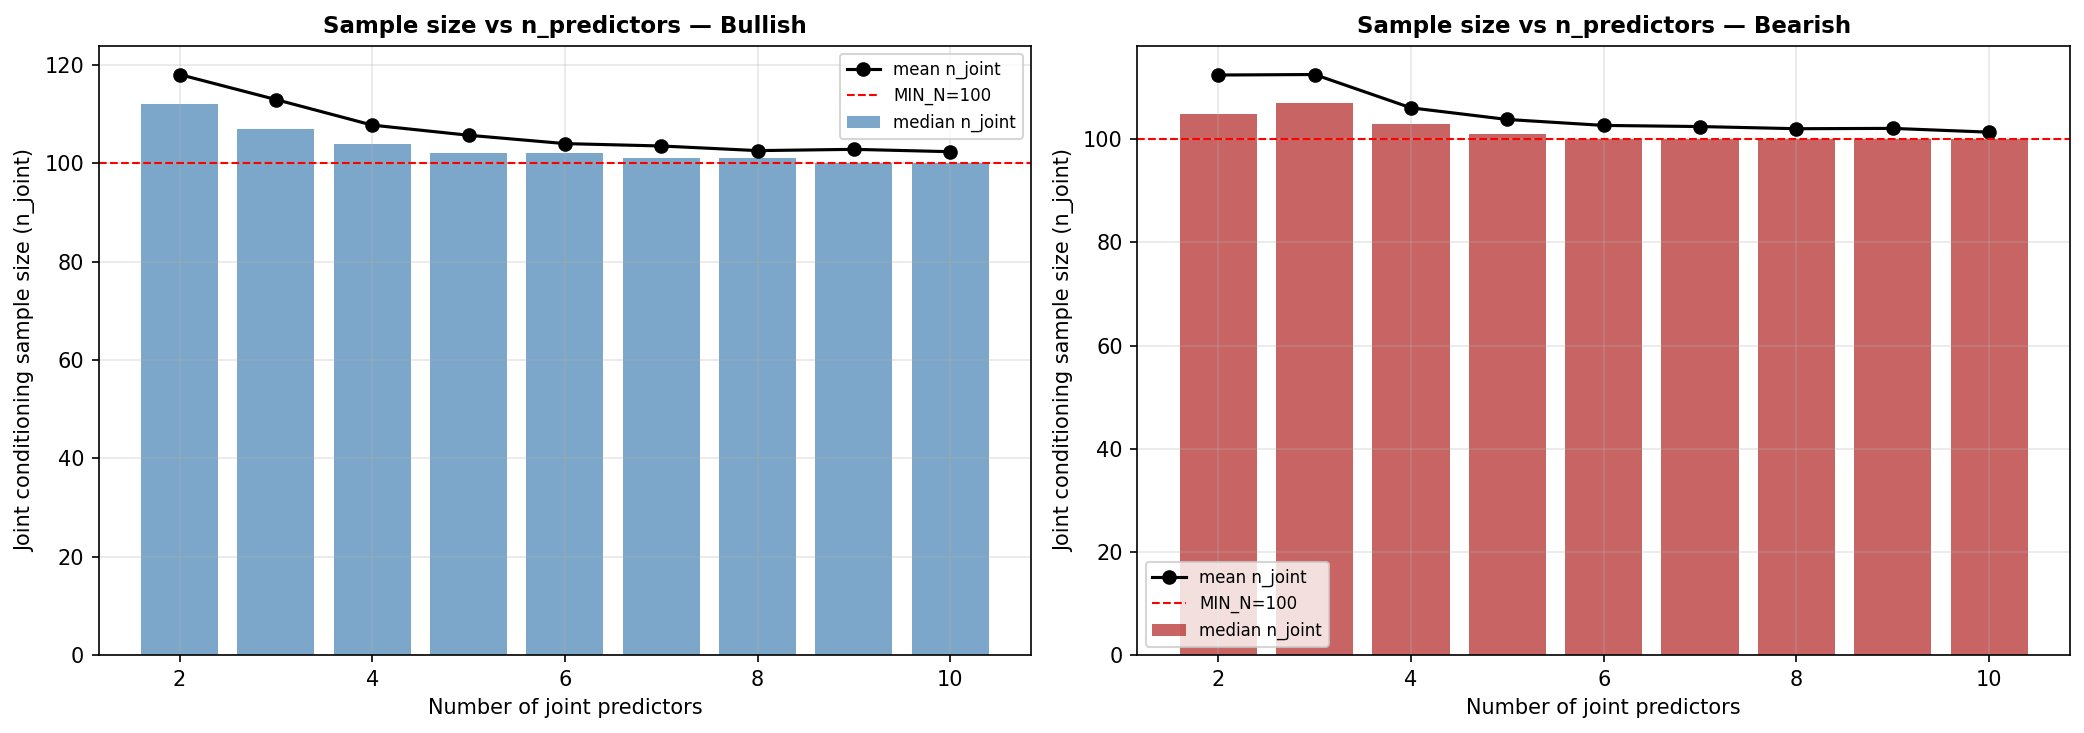 Sample size vs n_predictors — Bullish
Joint conditioning sample size (n_joint)
120
100
80
60
40
20
0
mean n_joint
MIN_N=100
median n_joint
2
4
6
8
10
Number of joint predictors
Sample size vs n_predictors — Bearish
Joint conditioning sample size (n_joint)
100
80
60
40
20
0
mean n_joint
MIN_N=100
median n_joint
2
4
6
8
10
Number of joint predictors